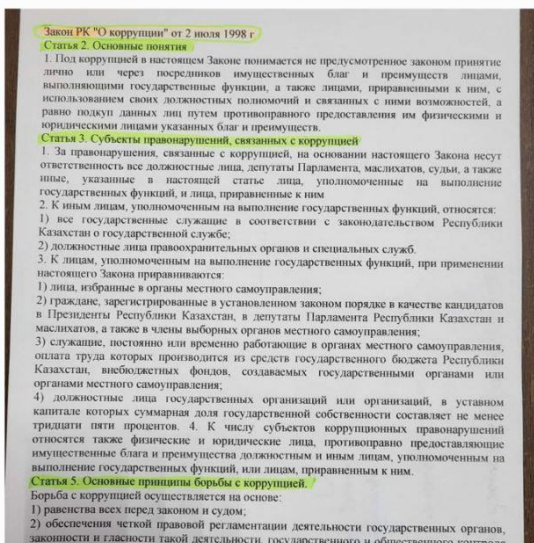 Закон РК "О коррупции" от 2 июля 1998 г
Статья 2. Основные понятия
1. Под коррупцией в настоящем Законе понимается не предусмотренное законом принятие
лично или через посредников имущественных благ и преимуществ лицами,
выполняющими государственные функции, а также лицами, приравненными к ним, с
использованием своих должностных полномочий и связанных с ними возможностей, а
равно подкуп данных лиц путем противоправного предоставления им физическими и
юридическими лицами указанных благ и преимуществ.
Статья 3. Субъекты правонарушений, связанных с коррупцией
1. За правонарушения, связанные с коррупцией, на основании настоящего Закона несут
ответственность все должностные лица, депутаты Парламента, маслихатов, судьи, а также
иные, указанные в настоящей статье лица, уполномоченные на выполнение
государственных функций, и лица, приравненные к ним
2. К иным лицам, уполномоченным на выполнение государственных функций, относятся:
1) все государственные служащие в соответствии с законодательством Республики
Казахстан о государственной службе;
2) должностные лица правоохранительных органов и специальных служб.
3. К лицам, уполномоченным на выполнение государственных функций, при применении
настоящего Закона приравниваются:
1) лица, избранные в органы местного самоуправления;
2) граждане, зарегистрированные в установленном законом порядке в качестве кандидатов
в Президенты Республики Казахстан, в депутаты Парламента Республики Казахстан и
маслихатов, а также в члены выборных органов местного самоуправления;
3) служащие, постоянно или временно работающие в органах местного самоуправления,
оплата труда которых производится из средств государственного бюджета Республики
Казахстан, внебюджетных фондов, создаваемых государственными органами или
органами местного самоуправления;
4) должностные лица государственных организаций или организаций, в уставном
капитале которых суммарная доля государственной собственности составляет не менее
тридцати пяти процентов. 4. К числу субъектов коррупционных правонарушений
относятся также физические и юридические лица, противоправно предоставляющие
имущественные блага и преимущества должностным и иным лицам, уполномоченным на
выполнение государственных функций, или лицам, приравненным к ним.
Статья 5. Основные принципы борьбы с коррупцией.
Борьба с коррупцией осуществляется на основе:
1) равенства всех перед законом и судом;
2) обеспечения четкой правовой регламентации деятельности государственных органов,
законности и гласности такой деятельности, государственного и общественного контроля